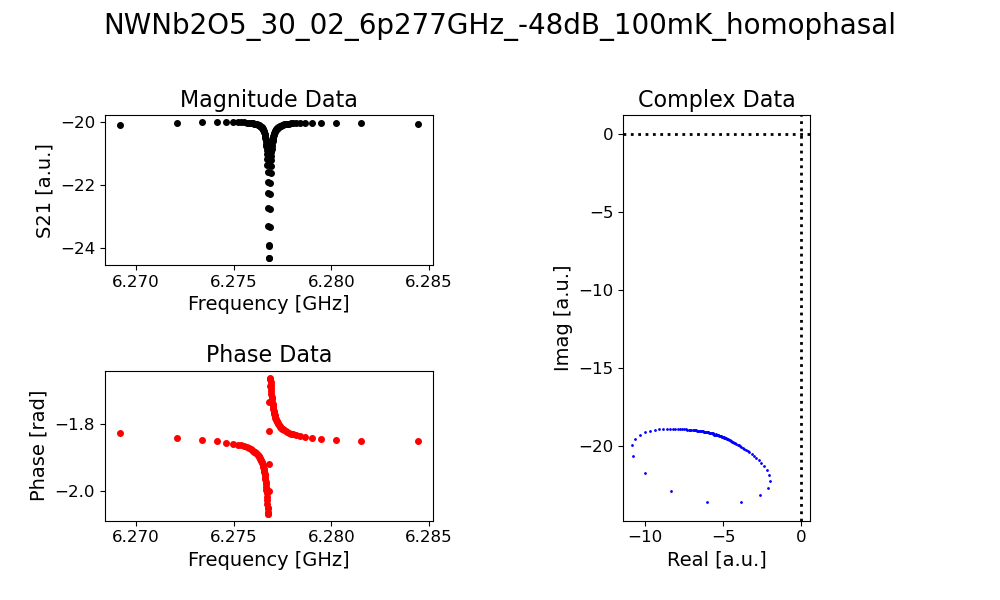 NWNb2O5_30_02_6p277GHz_-48dB_100mK_homophasal
Magnitude Data
−20
−22
−24
S21 [a.u.]
6.270 6.275 6.280 6.285
Frequency [GHz]
Phase Data
−1.8
−2.0
Phase [rad]
6.270 6.275 6.280 6.285
Frequency [GHz]
Complex Data
0
−5
−10
−15
−20
Imag [a.u.]
−10 −5 0
Real [a.u.]